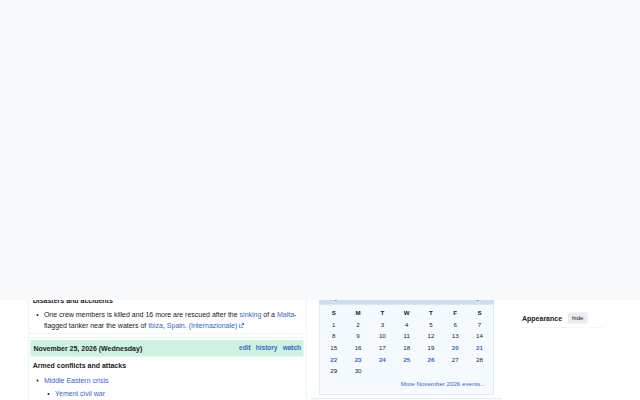 Disasters and accidents
• One crew members is killed and 16 more are rescued after the sinking of a Malta-
flagged tanker near the waters of Ibiza, Spain. (Internazionale)
November 25, 2026 (Wednesday) edit history watch
Armed conflicts and attacks
• Middle Eastern crisis
• Yemeni civil war
S M T W T F S
1 2 3 4 5 6 7
8 9 10 11 12 13 14
15 16 17 18 19 20 21
22 23 24 25 26 27 28
29 30
More November 2026 events...
Appearance hide